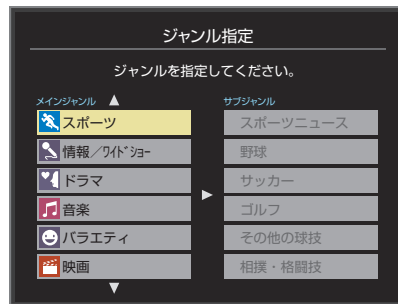 ジャンル指定
ジャンルを指定してください。
メインジャンル
スポーツ
情報／ワイドショー
ドラマ
音楽
バラエティ
映画
サブジャンル
スポーツニュース
野球
サッカー
ゴルフ
その他の球技
相撲・格闘技